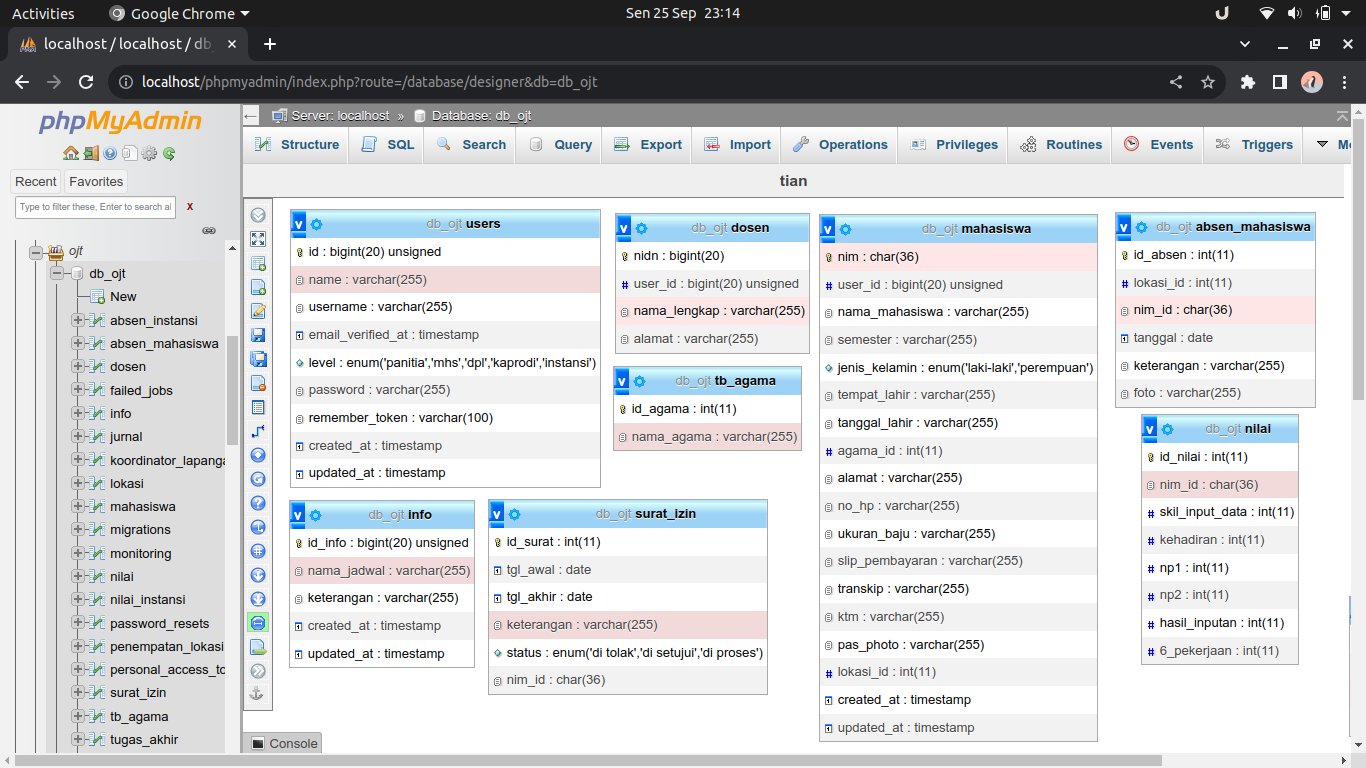 Activities
Google Chrome
Sen 25 Sep 23:14
localhost / localhost / db_
localhost/phpmyadmin/index.php?route=/database/designer&db=db_ojt
phpMyAdmin
Recent
Favorites
Type to filter these, Enter to search al
X
ojt
db_ojt
New
absen_instansi
absen_mahasiswa
dosen
failed_jobs
info
jurnal
koordinator_lapanga
lokasi
mahasiswa
migrations
monitoring
nilai
nilai_instansi
password_resets
penempatan_lokasi
personal_access_to
surat_izin
tb_agama
tugas_akhir
Server: localhost » Database: db_ojt
Structure
SQL
Search
Query
Export
Import
Operations
Privileges
Routines
Events
Triggers
Mo
tian
v db_ojt users
id : bigint(20) unsigned
name : varchar(255)
username : varchar(255)
email_verified_at : timestamp
level : enum('panitia','mhs','dpl','kaprodi','instansi')
password : varchar(255)
remember_token : varchar(100)
created_at : timestamp
updated_at : timestamp
v db_ojt dosen
nidn : bigint(20)
# user_id : bigint(20) unsigned
nama_lengkap : varchar(255)
alamat : varchar(255)
v db_ojt tb_agama
id_agama : int(11)
nama_agama : varchar(255)
v db_ojt mahasiswa
nim : char(36)
# user_id : bigint(20) unsigned
nama_mahasiswa : varchar(255)
semester : varchar(255)
jenis_kelamin : enum('laki-laki','perempuan')
tempat_lahir : varchar(255)
tanggal_lahir : varchar(255)
# agama_id : int(11)
alamat : varchar(255)
no_hp : varchar(255)
ukuran_baju : varchar(255)
slip_pembayaran : varchar(255)
transkip : varchar(255)
ktm : varchar(255)
pas_photo : varchar(255)
# lokasi_id : int(11)
created_at : timestamp
updated_at : timestamp
v db_ojt absen_mahasiswa
id_absen : int(11)
# lokasi_id : int(11)
nim_id : char(36)
tanggal : date
keterangan : varchar(255)
foto : varchar(255)
v db_ojt nilai
id_nilai : int(11)
nim_id : char(36)
# skil_input_data : int(11)
# kehadiran : int(11)
# np1 : int(11)
# np2 : int(11)
# hasil_inputan : int(11)
# 6_pekerjaan : int(11)
v db_ojt info
id_info : bigint(20) unsigned
nama_jadwal : varchar(255)
keterangan : varchar(255)
created_at : timestamp
updated_at : timestamp
v db_ojt surat_izin
id_surat : int(11)
tgl_awal : date
tgl_akhir : date
keterangan : varchar(255)
status : enum('di tolak','di setujui','di proses')
nim_id : char(36)
Console